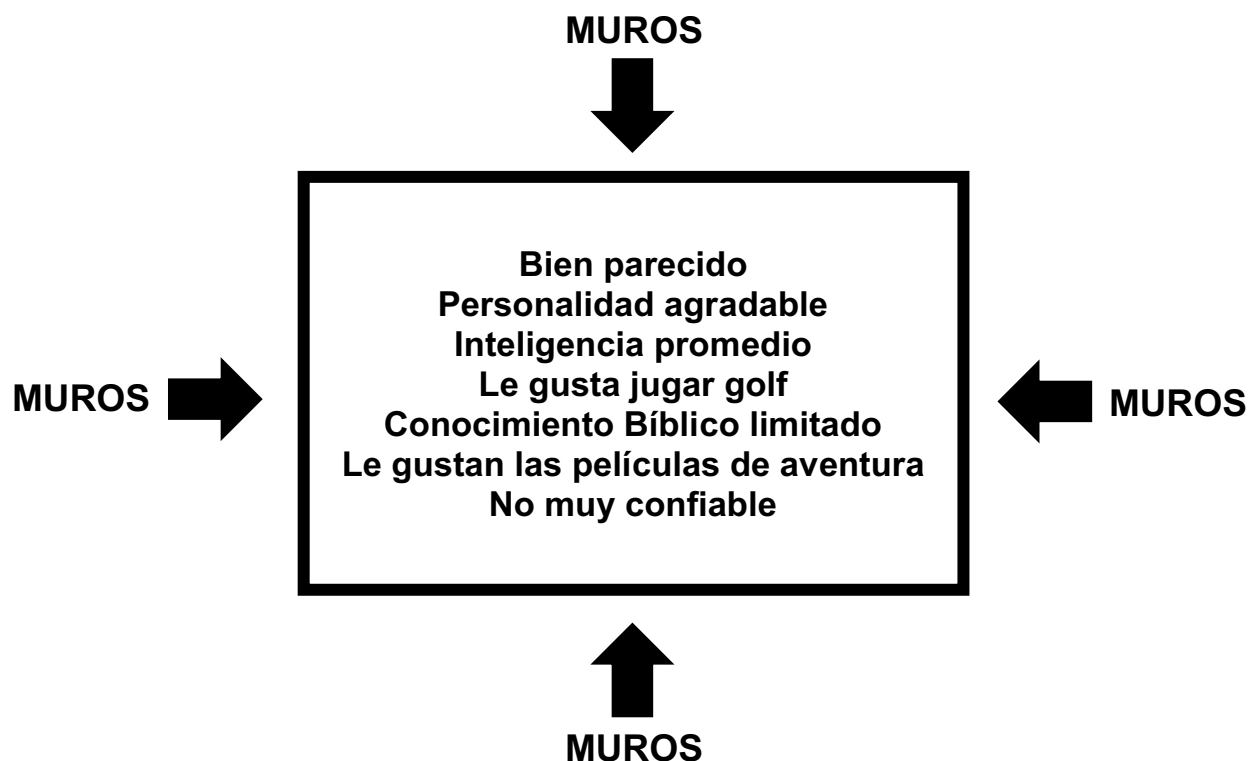 MUROS
Bien parecido
Personalidad agradable
Inteligencia promedio
Le gusta jugar golf
MUROS
MUROS
Conocimiento Bíblico limitado
Le gustan las películas de aventura
No muy confiable
MUROS